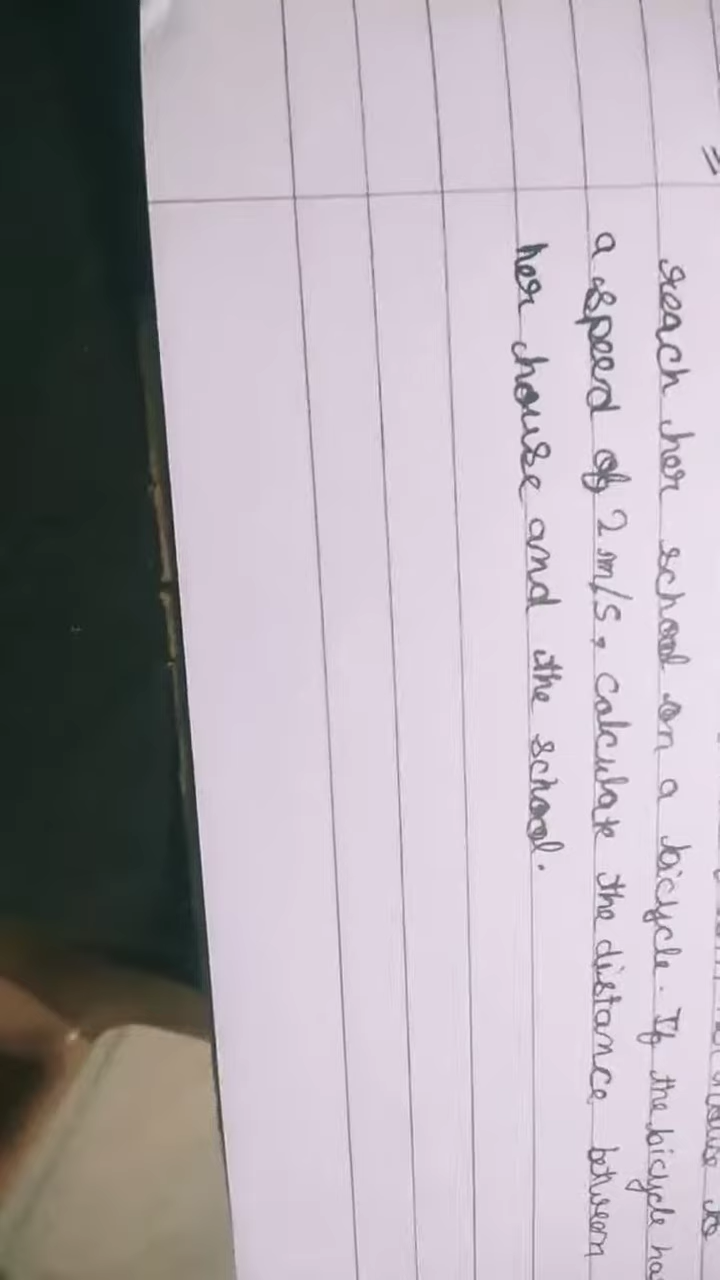 reach her school on a bicycle. If the bicycle ha
a speed of 2 m/s, calculate the distance between
her house and the school.